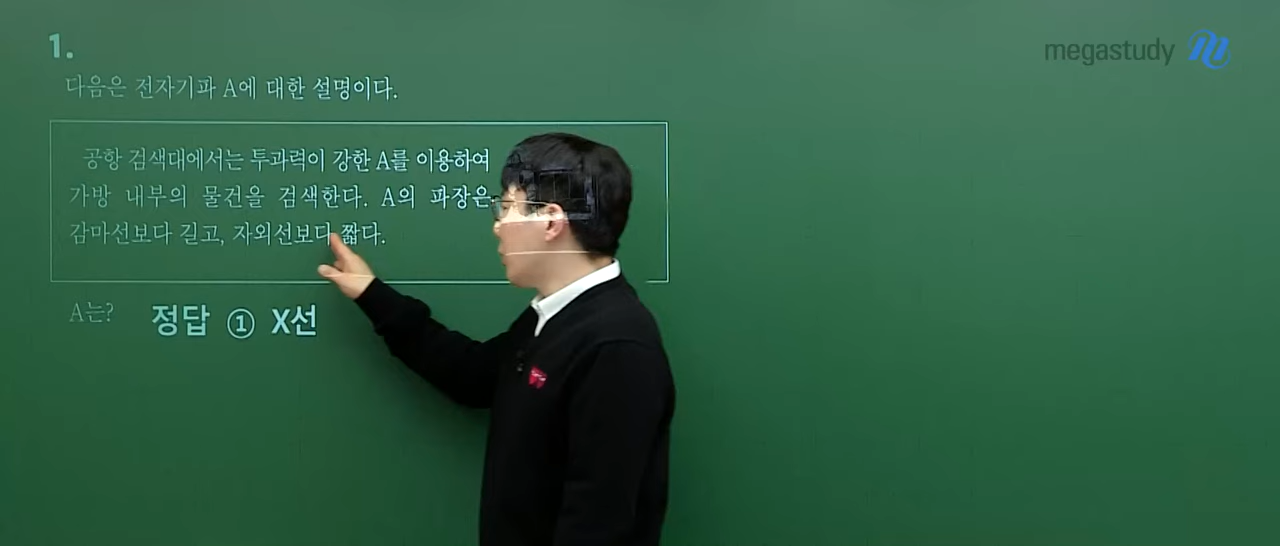 megastudy
1.
다음은 전자기파 A에 대한 설명이다.
공항 검색대에서는 투과력이 강한 A를 이용하여
가방 내부의 물건을 검색한다. A의 파장은
감마선보다 길고, 자외선보다 짧다.
A는?
정답 ① X선